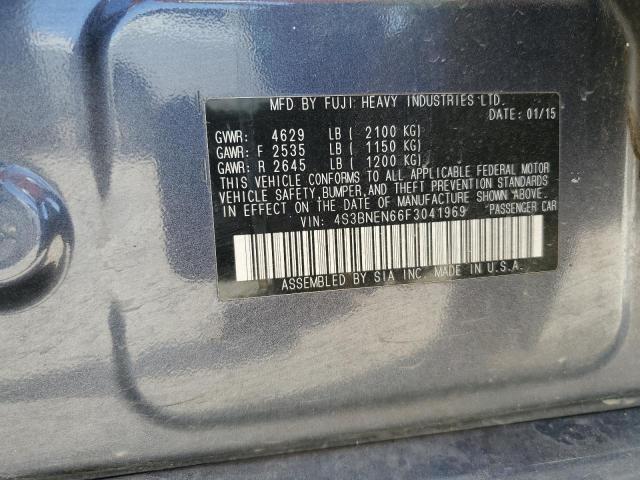 MFD BY FUJI HEAVY INDUSTRIES LTD.
DATE: 01/15
GVWR: 4629 LB ( 2100 KG)
GAWR: F 2535 LB ( 1150 KG)
GAWR: R 2645 LB ( 1200 KG)
THIS VEHICLE CONFORMS TO ALL APPLICABLE FEDERAL MOTOR
VEHICLE SAFETY, BUMPER, AND THEFT PREVENTION STANDARDS
IN EFFECT ON THE DATE OF MANUFACTURE SHOWN ABOVE.
VIN: 4S3BNEN66F3041969 PASSENGER CAR
ASSEMBLED BY SIA INC. MADE IN U.S.A.